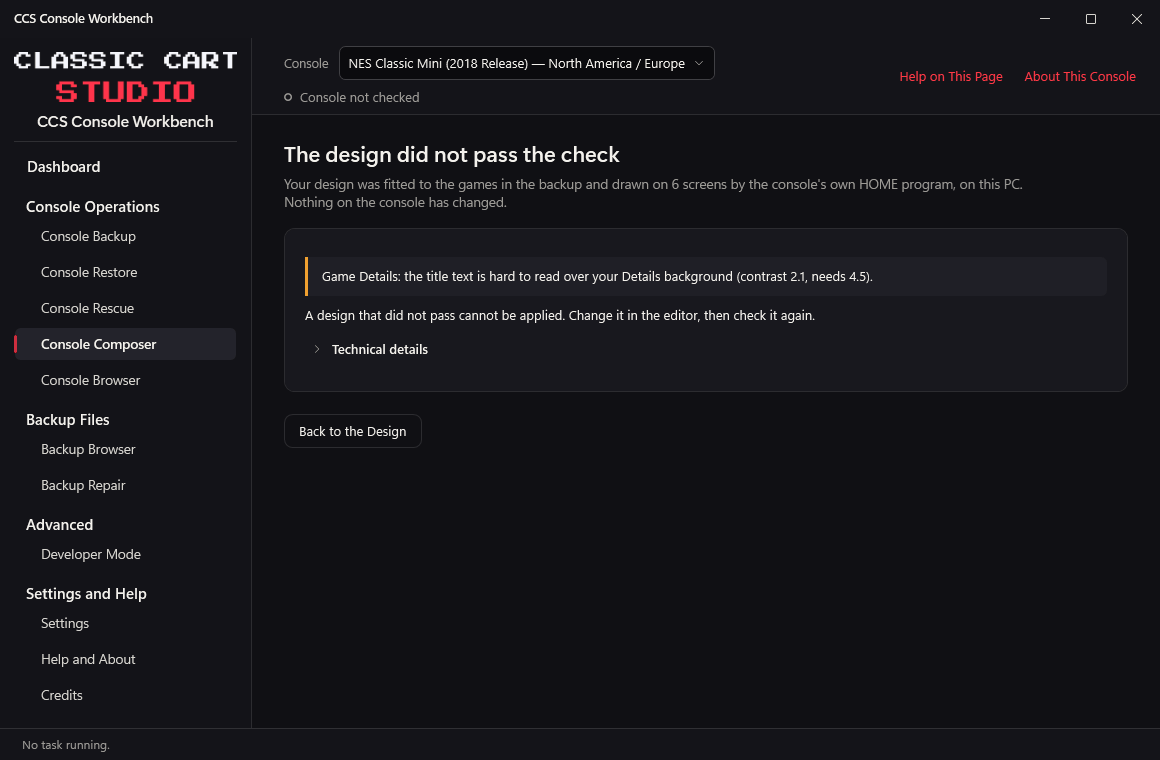 CCS Console Workbench
CLASSIC CART
STUDIO
CCS Console Workbench
Dashboard
Console Operations
Console Backup
Console Restore
Console Rescue
Console Composer
Console Browser
Backup Files
Backup Browser
Backup Repair
Advanced
Developer Mode
Settings and Help
Settings
Help and About
Credits
Console
NES Classic Mini (2018 Release) — North America / Europe
Console not checked
Help on This Page
About This Console
The design did not pass the check
Your design was fitted to the games in the backup and drawn on 6 screens by the console's own HOME program, on this PC.
Nothing on the console has changed.
Game Details: the title text is hard to read over your Details background (contrast 2.1, needs 4.5).
A design that did not pass cannot be applied. Change it in the editor, then check it again.
Technical details
Back to the Design
No task running.